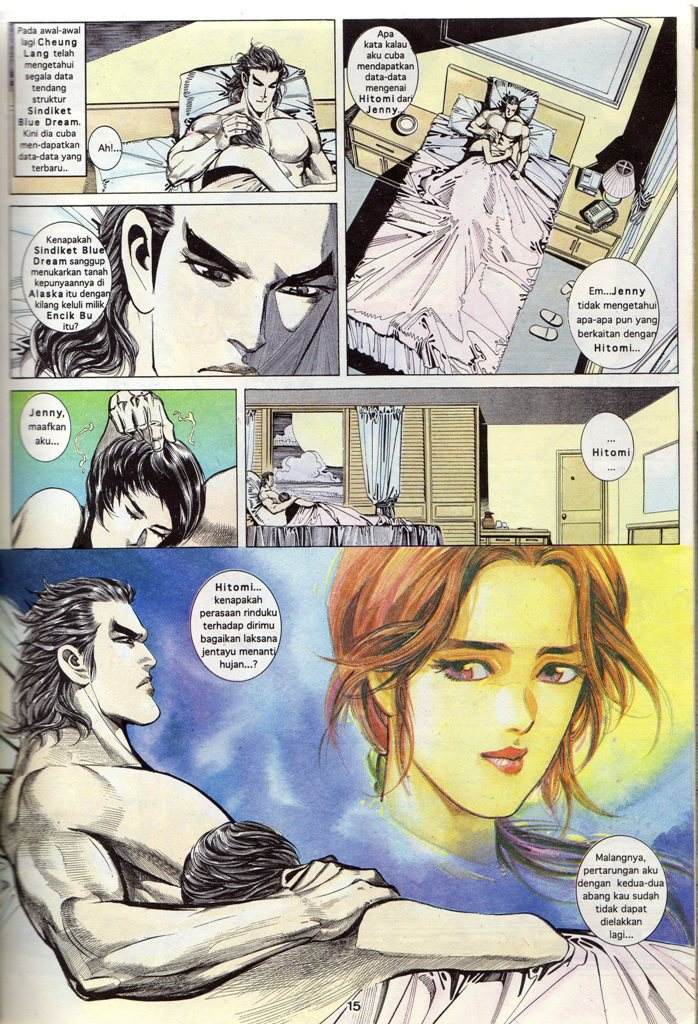 Pada awal-awal
lagi Cheung
Lang telah
mengetahui
segala data
tendang
struktur
Sindiket
Blue Dream.
Kini dia cuba
men-dapatkan
data-data yang
terbaru..
Ah!...
Apa
kata kalau
aku cuba
mendapatkan
data-data
mengenai
Hitomi dari
Jenny...
Em...Jenny
tidak mengetahui
apa-apa pun yang
berkaitan dengan
Hitomi...
Kenapakah
Sindiket Blue
Dream sanggup
menukarkan tanah
kepunyaannya di
Alaska itu dengan
kilang keluli milik
Encik Bu
itu?
Jenny,
maafkan
aku...
...
Hitomi
...
Hitomi...
kenapakah
perasaan rinduku
terhadap dirimu
bagaikan laksana
jentayu menanti
hujan...?
Malangnya,
pertarungan aku
dengan kedua-dua
abang kau sudah
tidak dapat
dielakkan
lagi...
15